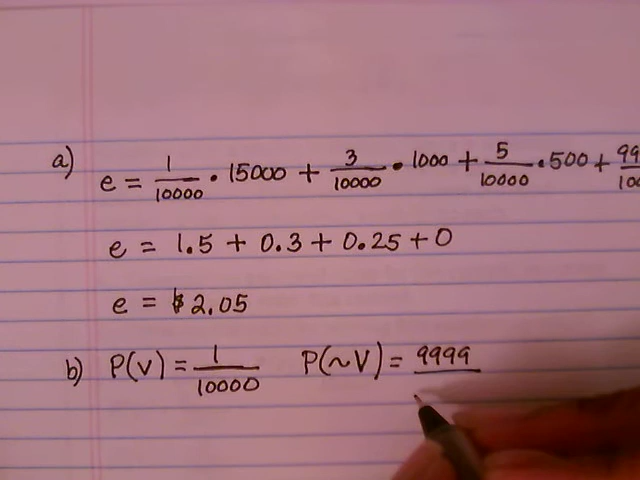 a) e = 1/10000 · 15000 + 3/10000 · 1000 + 5/10000 · 500 +
e = 1.5 + 0.3 + 0.25 + 0
e = $2.05
b) P(V) = 1/10000 P(~V) = 9999